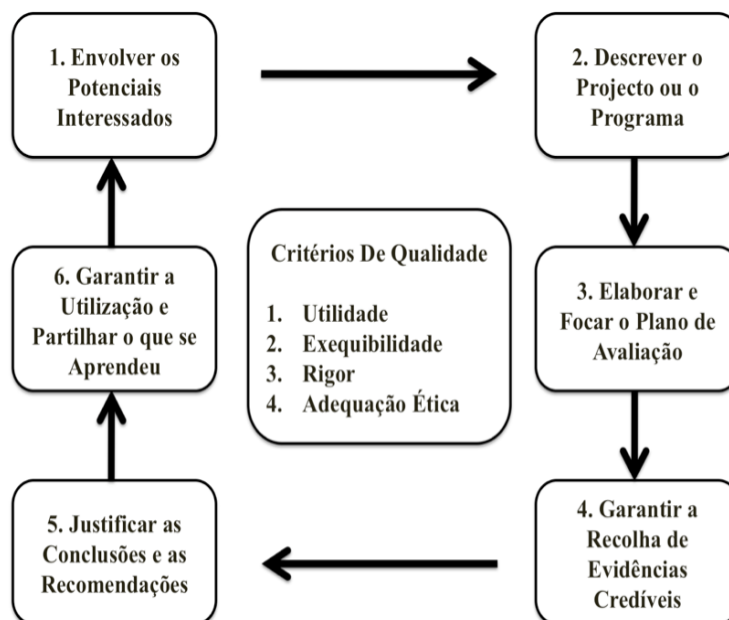 1. Envolver os
Potenciais
Interessados
2. Descrever o
Projecto ou o
Programa
3. Elaborar e
Focar o Plano de
Avaliação
4. Garantir a
Recolha de
Evidências
Credíveis
5. Justificar as
Conclusões e as
Recomendações
6. Garantir a
Utilização e
Partilhar o que se
Aprendeu
Critérios De Qualidade
1. Utilidade
2. Exequibilidade
3. Rigor
4. Adequação Ética